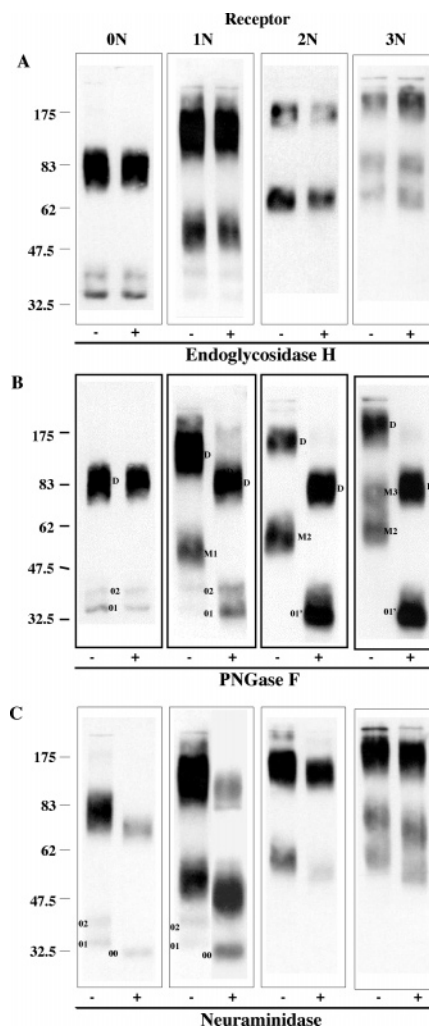 Receptor
0N 1N 2N 3N
A
175
83
62
47.5
32.5
- + - + - + - +
Endoglycosidase H
B
175
83
62
47.5
32.5
D D D D D
M1 M2 M3 M2
02 02
01 01 01' 01'
- + - + - + - +
PNGase F
C
175
83
62
47.5
32.5
02 02
01 01
00 00
- + - + - + - +
Neuraminidase